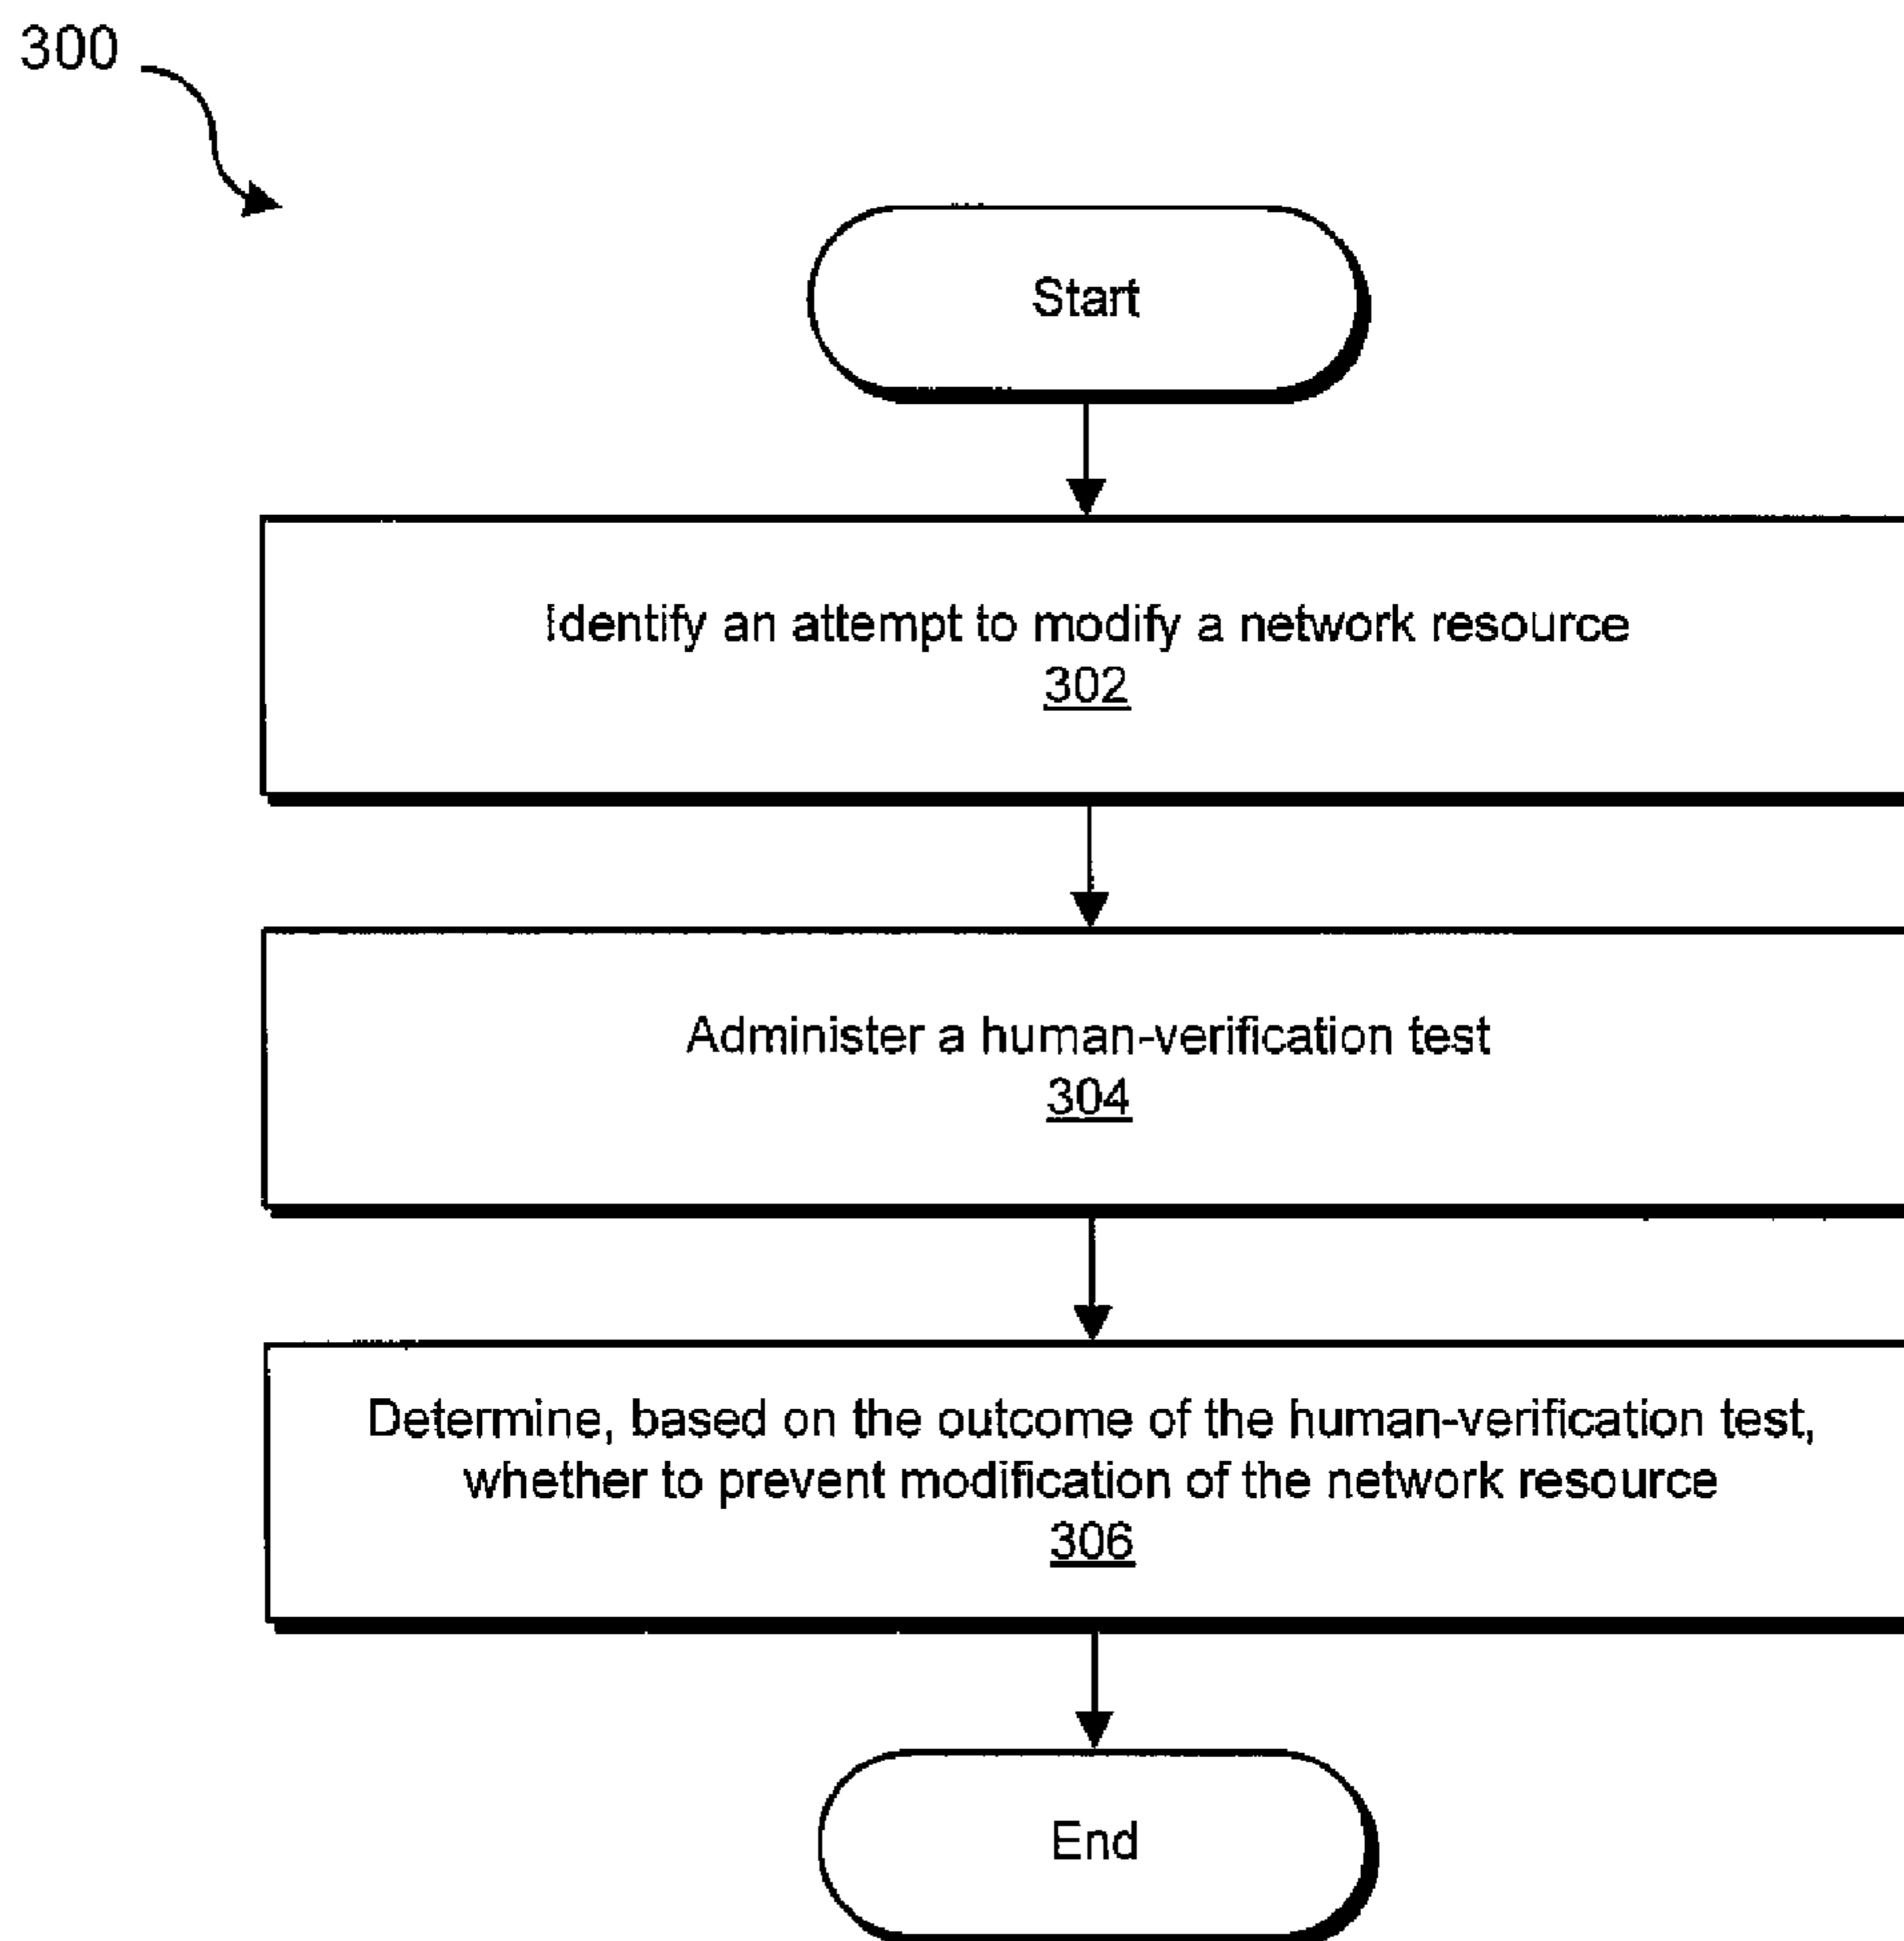 300
Start
Identify an attempt to modify a network resource
302
Administer a human-verification test
304
Determine, based on the outcome of the human-verification test,
whether to prevent modification of the network resource
306
End